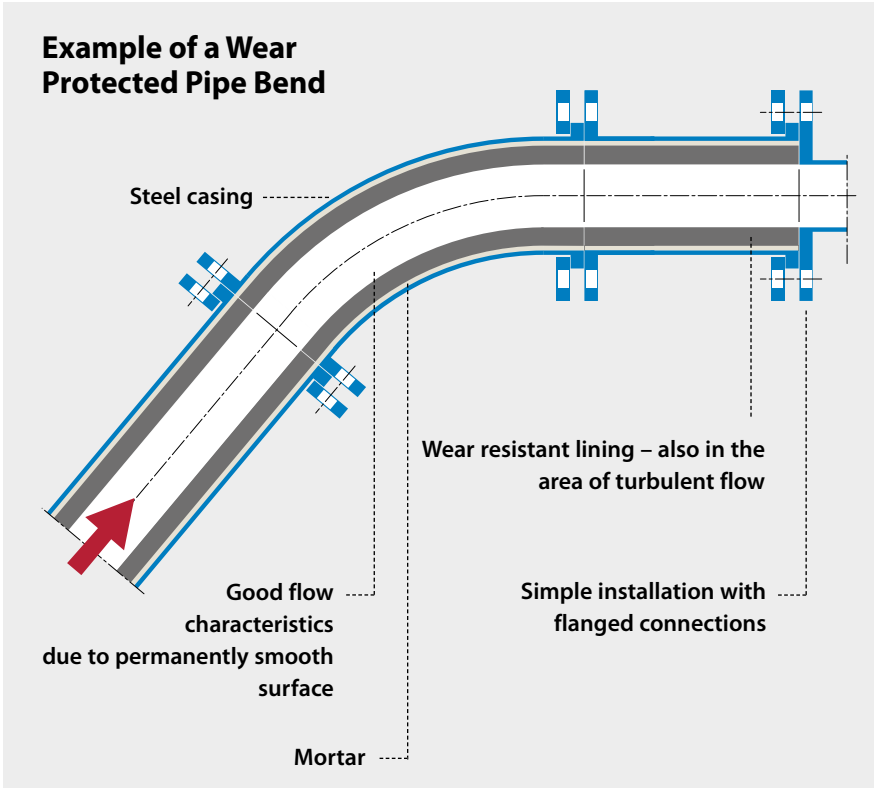 Example of a Wear
Protected Pipe Bend
Steel casing
Wear resistant lining – also in the
area of turbulent flow
Good flow
characteristics
due to permanently smooth
surface
Simple installation with
flanged connections
Mortar